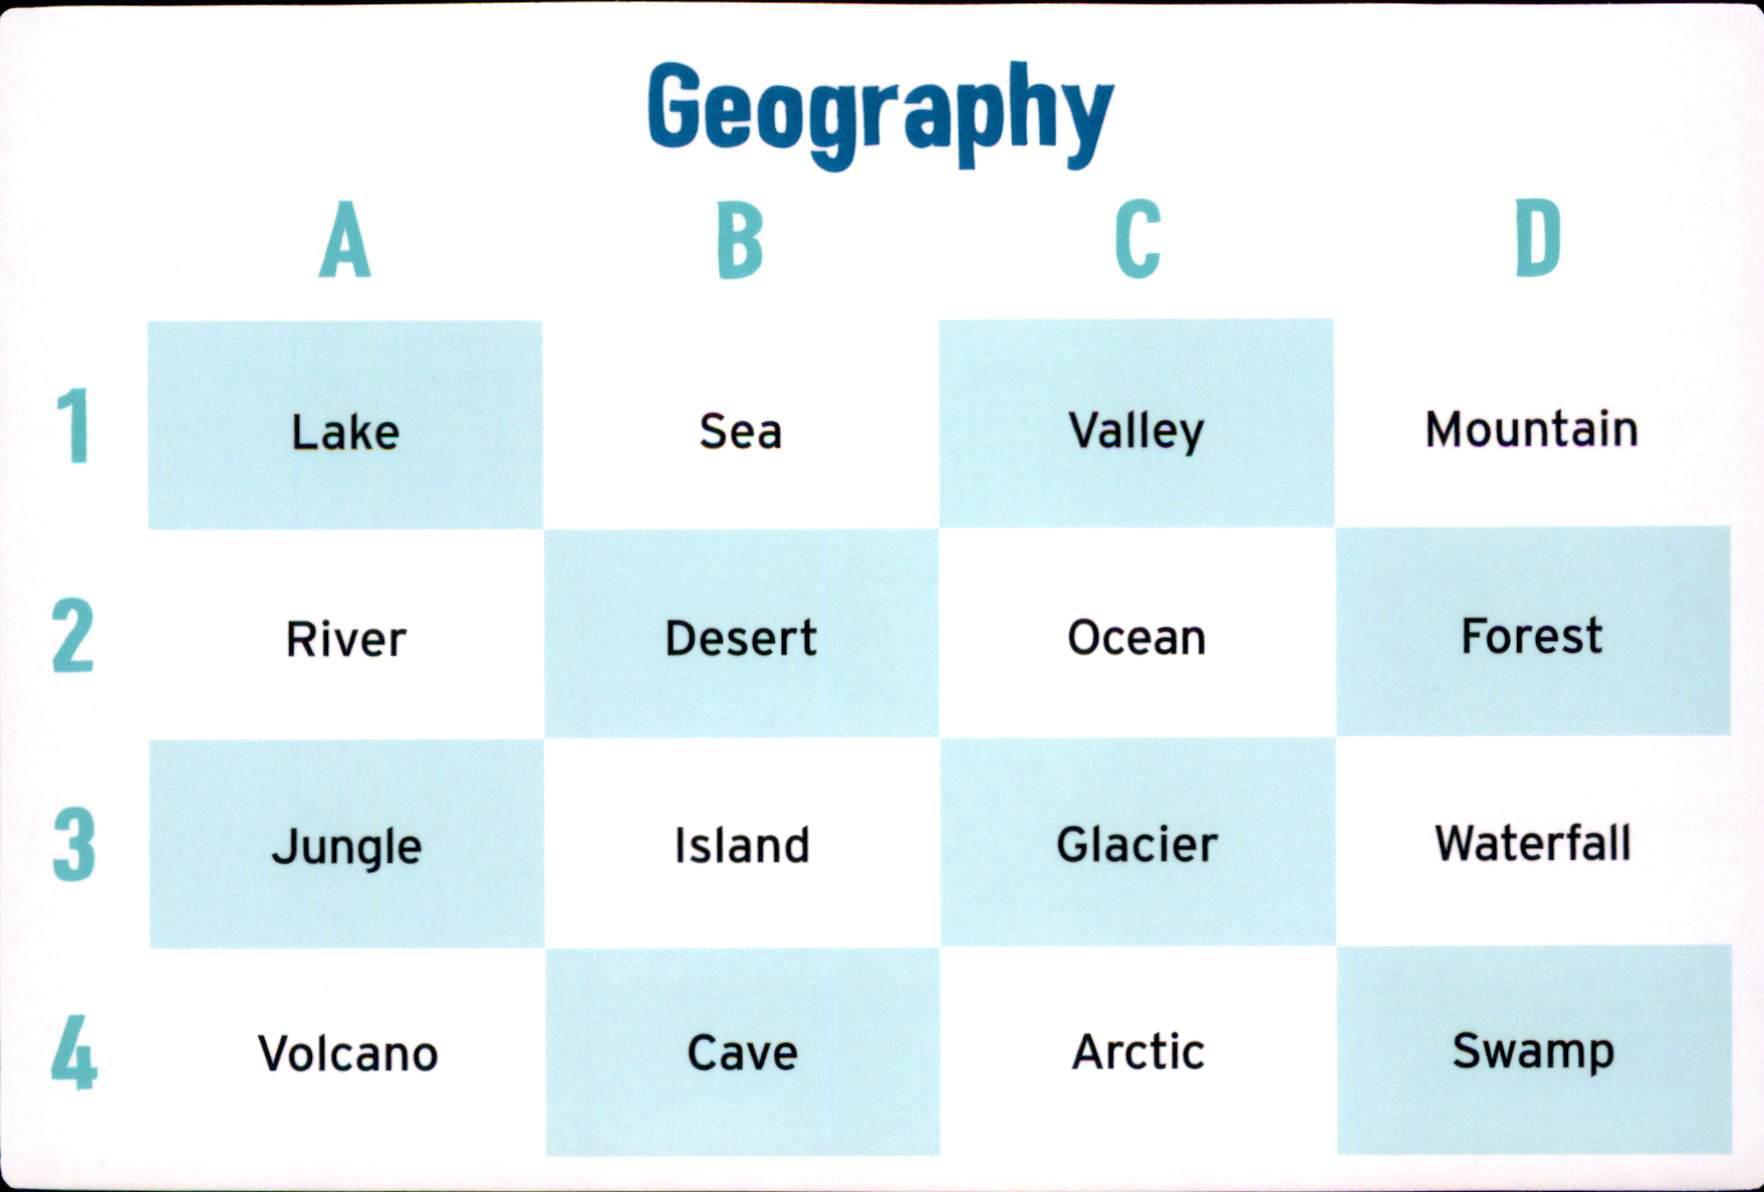 Geography
A B C D
1 Lake Sea Valley Mountain
2 River Desert Ocean Forest
3 Jungle Island Glacier Waterfall
4 Volcano Cave Arctic Swamp